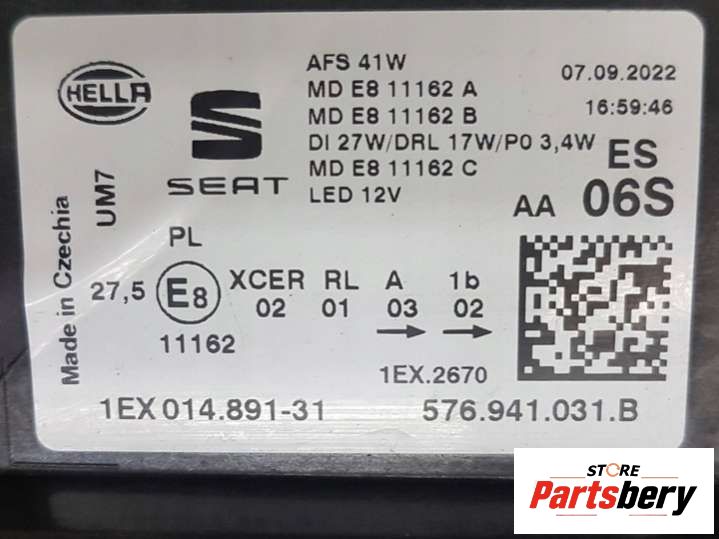 HELLA
SEAT
AFS 41W
MD E8 11162 A
MD E8 11162 B
DI 27W/DRL 17W/P0 3,4W
MD E8 11162 C
LED 12V
07.09.2022
16:59:46
ES
AA 06S
Made in Czechia
UM7
PL
27,5 E8 XCER RL A 1b
02 01 03 02
11162
1EX.2670
1EX 014.891-31 576.941.031.B
STORE
Partsbery